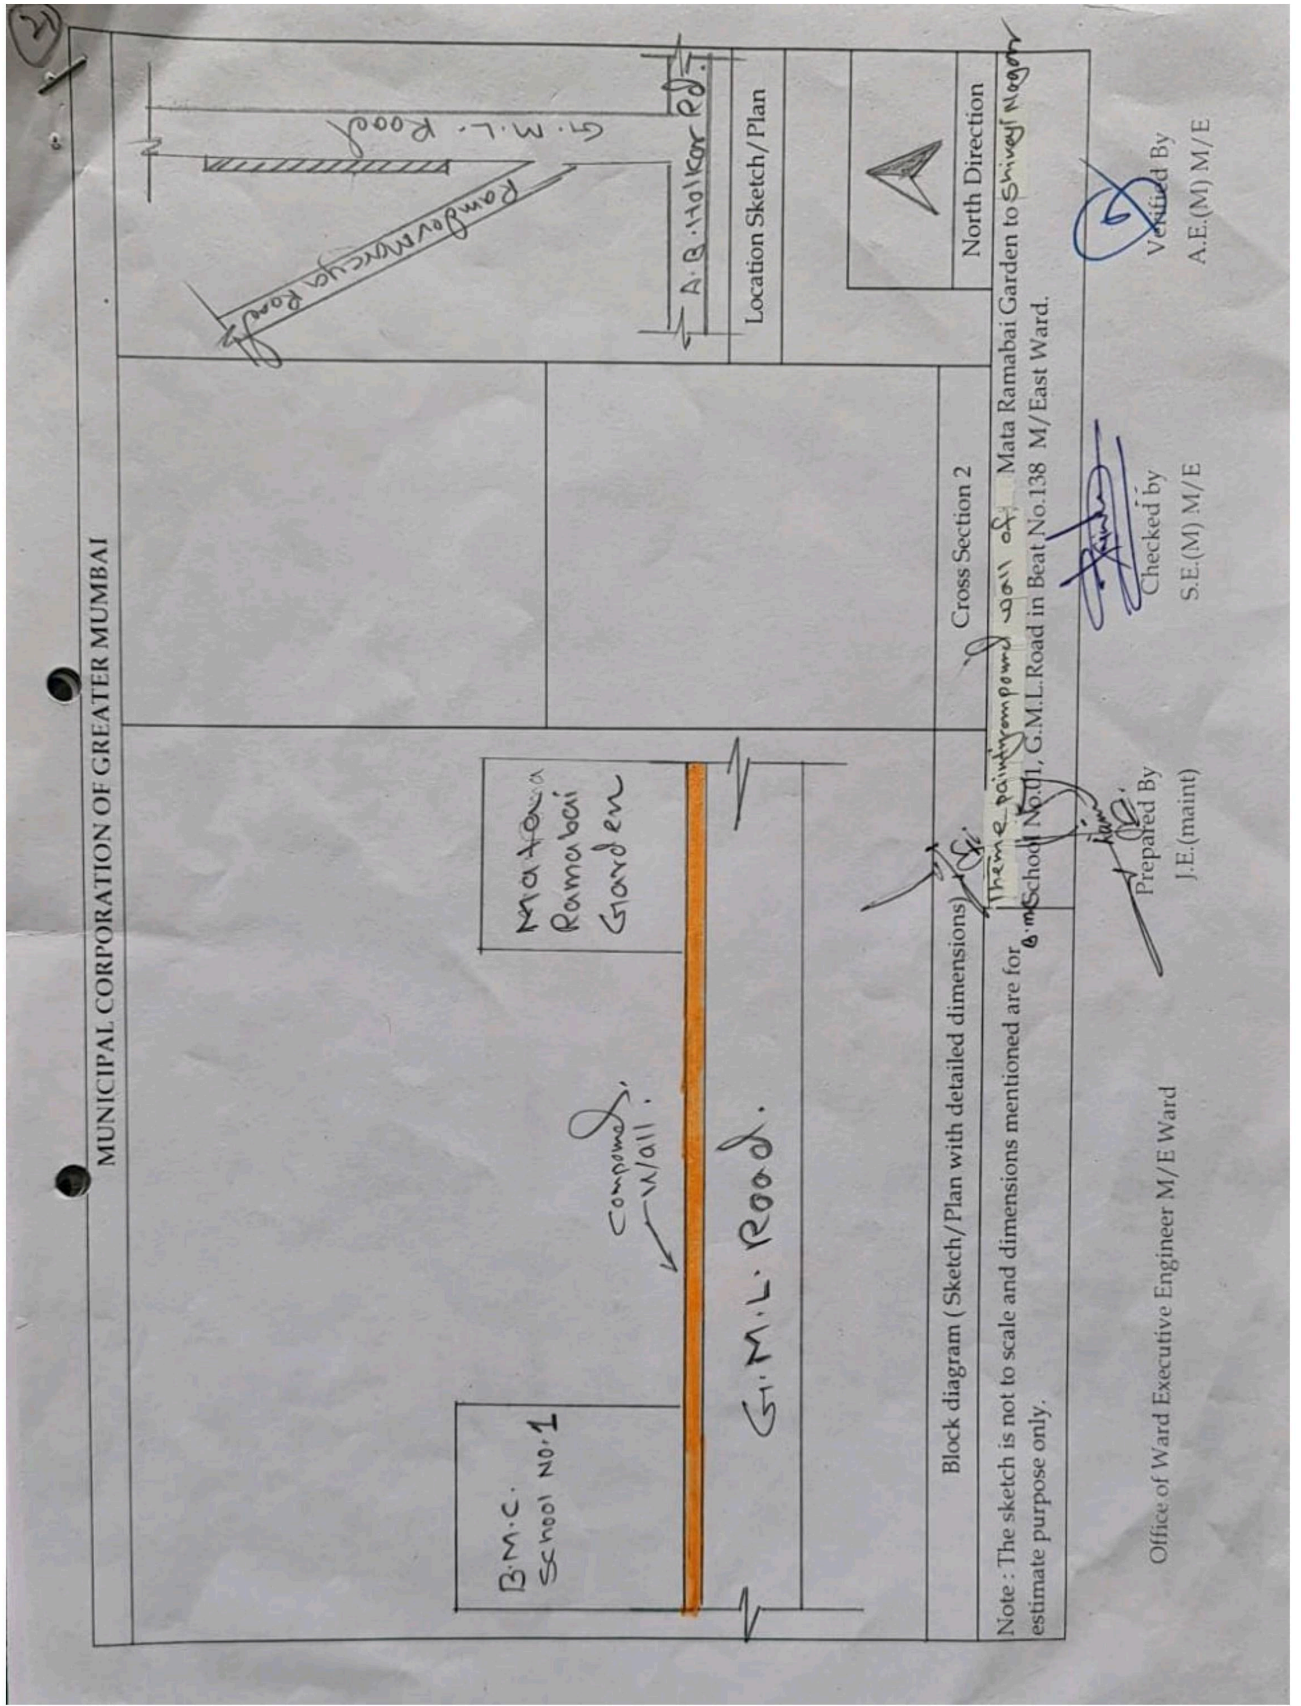 2)
MUNICIPAL CORPORATION OF GREATER MUMBAI
B.M.C.
School No.1
Mata
Ramabai
Garden
Compound
Wall.
G.M.L. Road.
G.M.L. Road
Road
A.B. Holkar Rd.
Location Sketch/Plan
North Direction
Cross Section 2
Block diagram ( Sketch/Plan with detailed dimensions)
Note : The sketch is not to scale and dimensions mentioned are for
estimate purpose only.
Theme painting compound wall of Mata Ramabai Garden to Shivaji Nagar
B.M. School No.01, G.M.L.Road in Beat No.138 M/East Ward.
Office of Ward Executive Engineer M/E Ward
Prepared By
J.E.(maint)
Checked by
S.E.(M) M/E
Verified By
A.E.(M) M/E